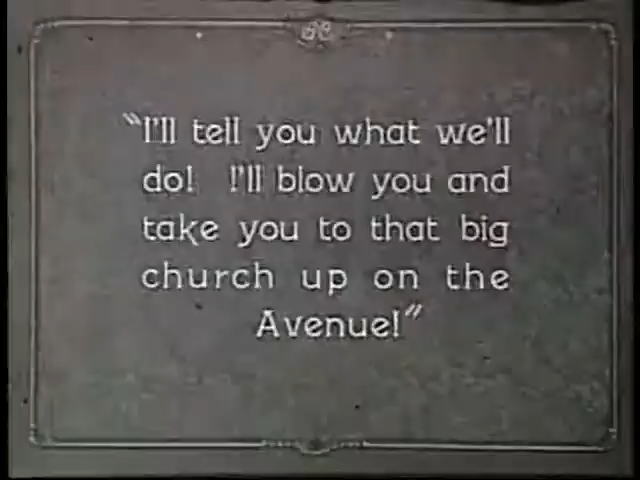 "I'll tell you what we'll
do! I'll blow you and
take you to that big
church up on the
Avenue!"